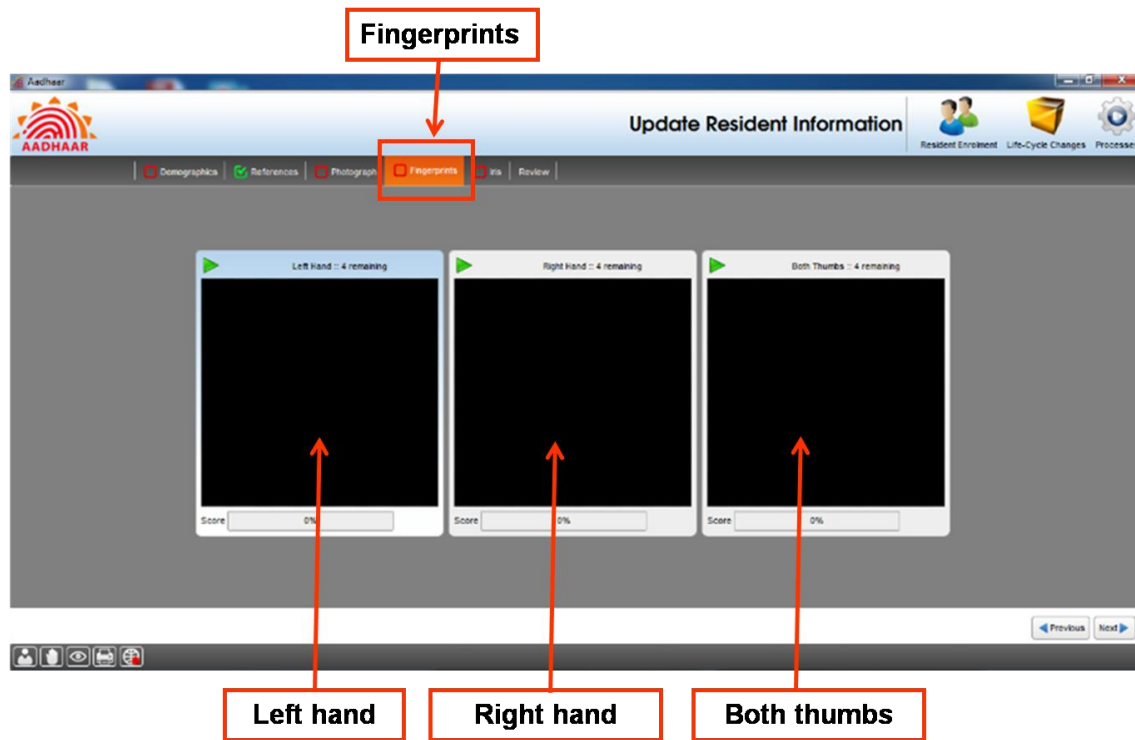 Fingerprints
Aadhaar
AADHAAR
Update Resident Information
Resident Enrolment
Life-Cycle Changes
Processe
Demographics
References
Photograph
Fingerprints
Iris
Review
Left Hand :: 4 remaining
Right Hand :: 4 remaining
Both Thumbs :: 4 remaining
Score 0%
Score 0%
Score 0%
Previous
Next
Left hand
Right hand
Both thumbs